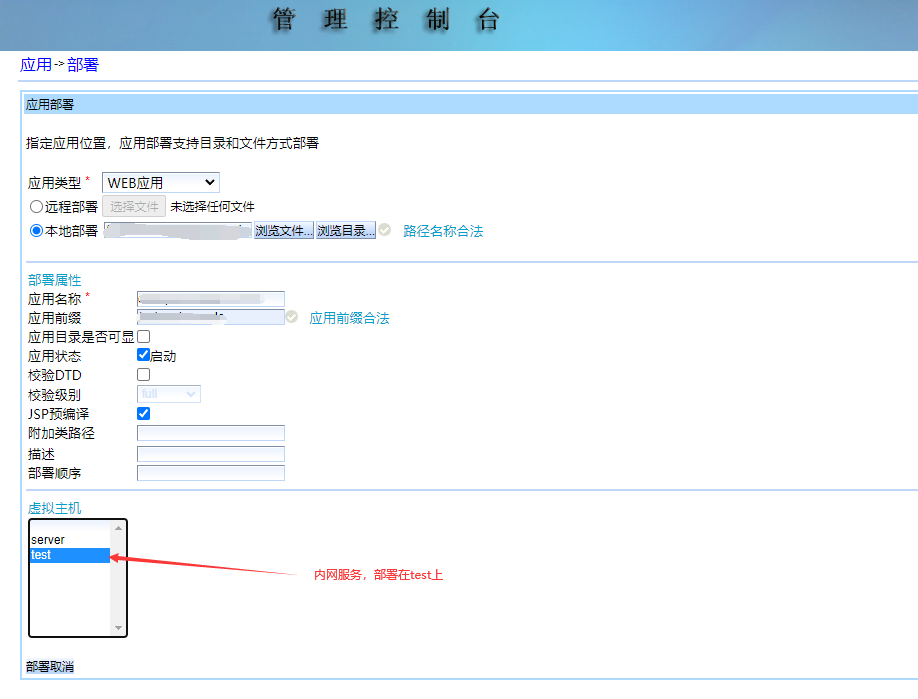 管理控制台
应用->部署
应用部署
指定应用位置，应用部署支持目录和文件方式部署
应用类型 * WEB应用
远程部署 选择文件 未选择任何文件
本地部署 浏览文件... 浏览目录... 路径名称合法
部署属性
应用名称 *
应用前缀 应用前缀合法
应用目录是否可显
应用状态 启动
校验DTD
校验级别 full
JSP预编译
附加类路径
描述
部署顺序
虚拟主机
server
test
内网服务，部署在test上
部署取消